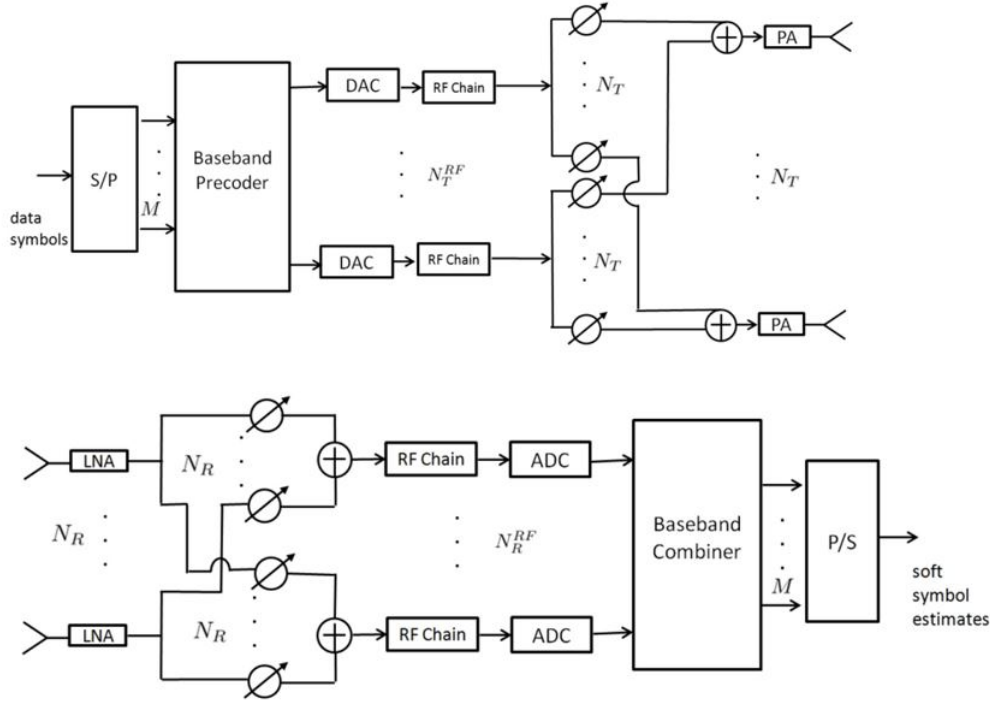 PA
DAC
RF Chain
N_T
S/P
Baseband
Precoder
N_T^{RF}
N_T
M
data
symbols
DAC
RF Chain
N_T
PA
LNA
N_R
RF Chain
ADC
Baseband
Combiner
P/S
N_R
N_R^{RF}
M
soft
symbol
estimates
LNA
N_R
RF Chain
ADC